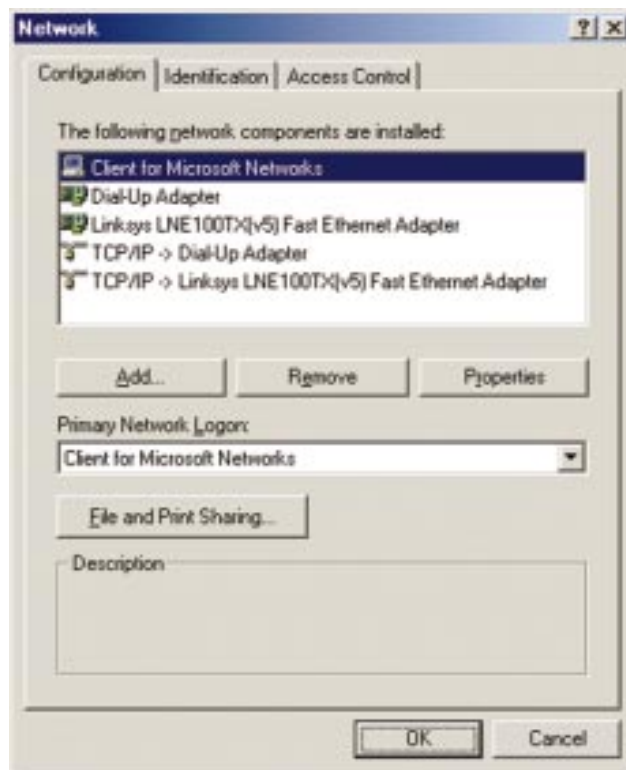 Network
Configuration Identification Access Control
The following network components are installed:
Client for Microsoft Networks
Dial-Up Adapter
Linksys LNE100TX(v5) Fast Ethernet Adapter
TCP/IP -> Dial-Up Adapter
TCP/IP -> Linksys LNE100TX(v5) Fast Ethernet Adapter
Add... Remove Properties
Primary Network Logon:
Client for Microsoft Networks
File and Print Sharing...
Description
OK Cancel